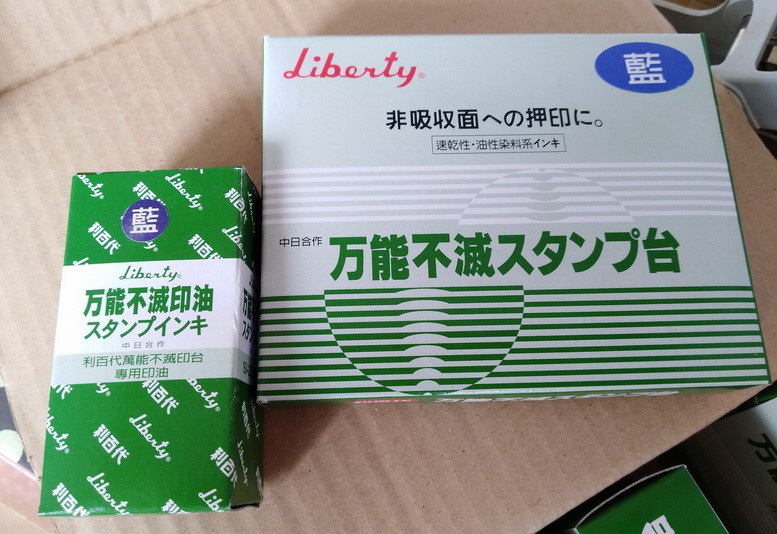 Liberty®
藍
非吸収面への押印に。
速乾性・油性染料系インキ
中日合作
万能不滅スタンプ台
藍
Liberty®
万能不滅印油
スタンプインキ
中日合作
利百代萬能不滅印台
專用印油
利百代
Liberty®